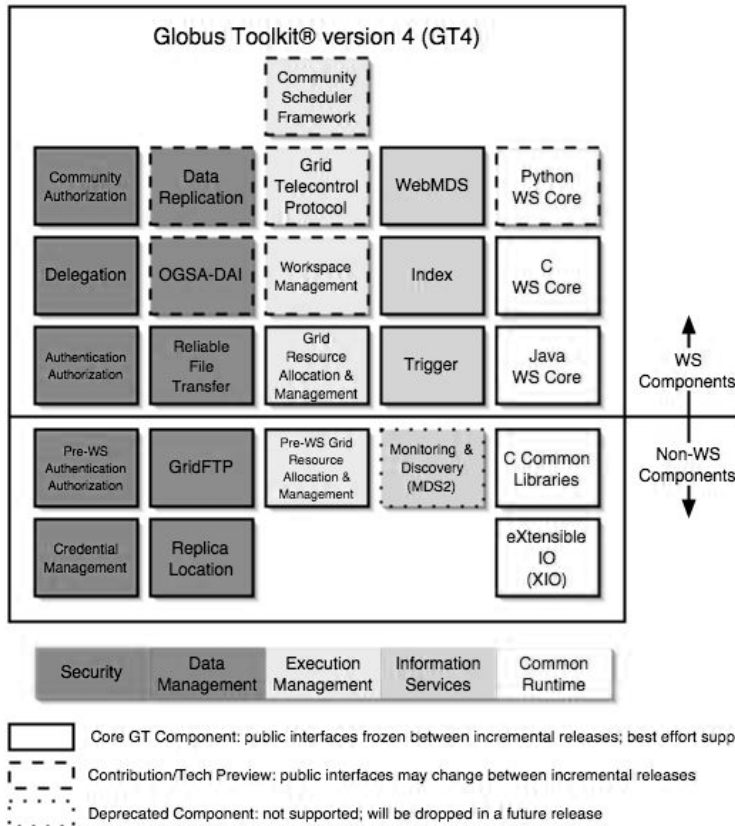 Globus Toolkit® version 4 (GT4)
Community
Scheduler
Framework
Community
Authorization
Data
Replication
Grid
Telecontrol
Protocol
WebMDS
Python
WS Core
Delegation
OGSA-DAI
Workspace
Management
Index
C
WS Core
Authentication
Authorization
Reliable
File
Transfer
Grid
Resource
Allocation &
Management
Trigger
Java
WS Core
WS
Components
Pre-WS
Authentication
Authorization
GridFTP
Pre-WS Grid
Resource
Allocation &
Management
Monitoring &
Discovery
(MDS2)
C Common
Libraries
Non-WS
Components
Credential
Management
Replica
Location
eXtensible
IO
(XIO)
Security
Data
Management
Execution
Management
Information
Services
Common
Runtime
Core GT Component: public interfaces frozen between incremental releases; best effort supp
Contribution/Tech Preview: public interfaces may change between incremental releases
Deprecated Component: not supported; will be dropped in a future release